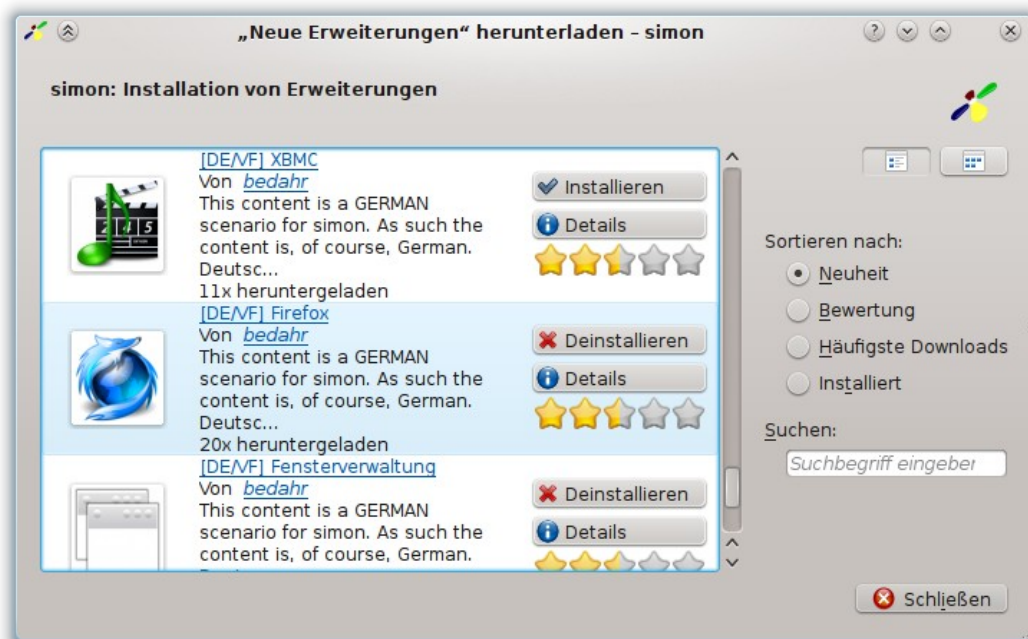 „Neue Erweiterungen“ herunterladen – simon
simon: Installation von Erweiterungen
[DE/VF] XBMC
Von bedahr
This content is a GERMAN
scenario for simon. As such the
content is, of course, German.
Deutsc...
11x heruntergeladen
Installieren
Details
[DE/VF] Firefox
Von bedahr
This content is a GERMAN
scenario for simon. As such the
content is, of course, German.
Deutsc...
20x heruntergeladen
Deinstallieren
Details
[DE/VF] Fensterverwaltung
Von bedahr
This content is a GERMAN
scenario for simon. As such the
content is, of course, German.
Deinstallieren
Details
Sortieren nach:
Neuheit
Bewertung
Häufigste Downloads
Installiert
Suchen:
Suchbegriff eingeber
Schließen